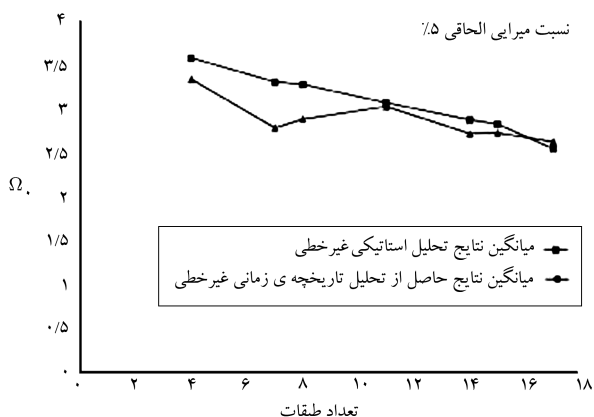 نسبت میرایی الحاقی ۵٪
۴
۳/۵
۳
۲/۵
Ω۰
۲
۱/۵
۱
۰/۵
۰
میانگین نتایج تحلیل استاتیکی غیرخطی
میانگین نتایج حاصل از تحلیل تاریخچه ی زمانی غیرخطی
۰ ۲ ۴ ۶ ۸ ۱۰ ۱۲ ۱۴ ۱۶ ۱۸
تعداد طبقات